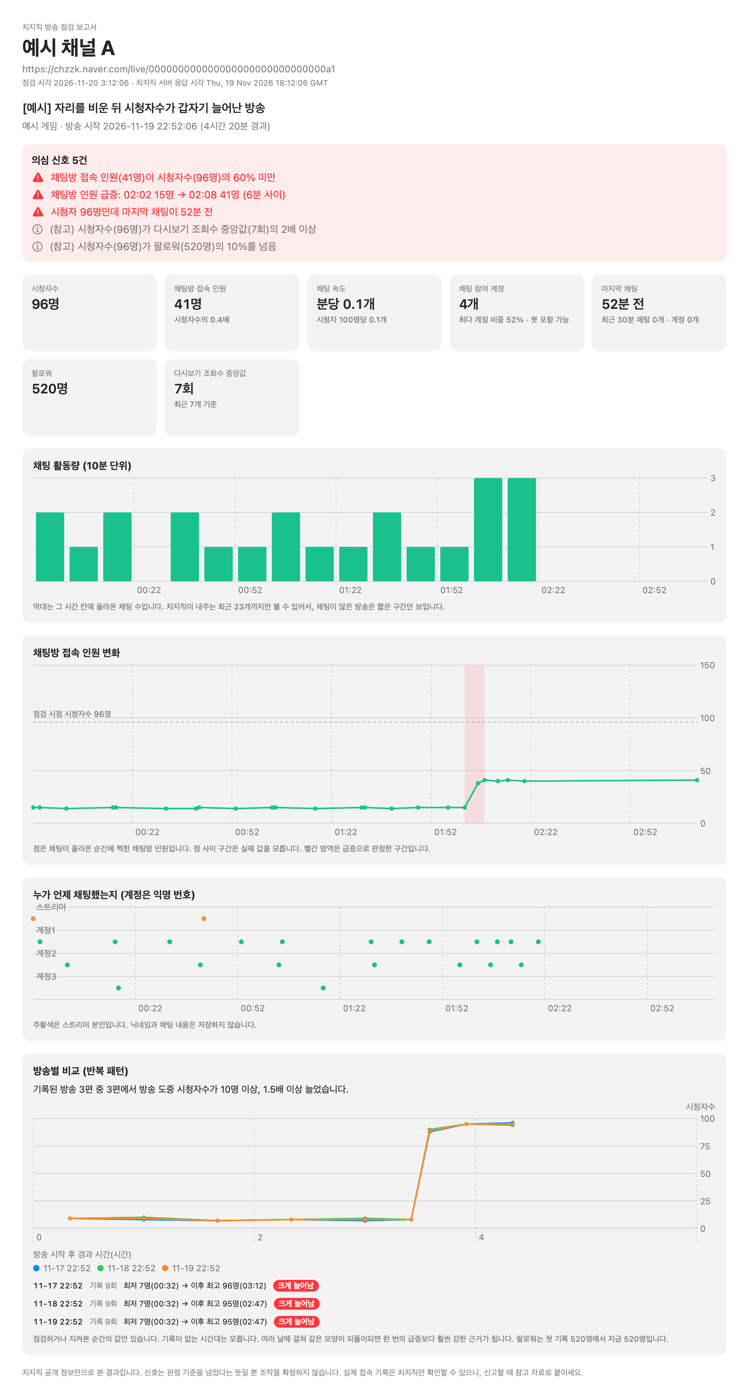 치지직 방송 점검 보고서
예시 채널 A
https://chzzk.naver.com/live/000000000000000000000000000000a1
점검 시각 2026-11-20 3:12:06 · 치지직 서버 응답 시각 Thu, 19 Nov 2026 18:12:06 GMT
[예시] 자리를 비운 뒤 시청자수가 갑자기 늘어난 방송
예시 게임 · 방송 시작 2026-11-19 22:52:06 (4시간 20분 경과)
의심 신호 5건
채팅방 접속 인원(41명)이 시청자수(96명)의 60% 미만
채팅방 인원 급증: 02:02 15명 → 02:08 41명 (6분 사이)
시청자 96명인데 마지막 채팅이 52분 전
(참고) 시청자수(96명)가 다시보기 조회수 중앙값(7회)의 2배 이상
(참고) 시청자수(96명)가 팔로워(520명)의 10%를 넘음
시청자수
96명
채팅방 접속 인원
41명
시청자수의 0.4배
채팅 속도
분당 0.1개
시청자 100명당 0.1개
채팅 참여 계정
4개
최다 계정 비중 52% · 봇 포함 가능
마지막 채팅
52분 전
최근 30분 채팅 0개 · 계정 0개
팔로워
520명
다시보기 조회수 중앙값
7회
최근 7개 기준
채팅 활동량 (10분 단위)
3
2
1
0
00:22 00:52 01:22 01:52 02:22 02:52
막대는 그 시간 칸에 올라온 채팅 수입니다. 치지직이 내주는 최근 23개까지만 볼 수 있어서, 채팅이 많은 방송은 짧은 구간만 보입니다.
채팅방 접속 인원 변화
150
점검 시점 시청자수 96명
100
50
0
00:22 00:52 01:22 01:52 02:22 02:52
점은 채팅이 올라온 순간에 찍힌 채팅방 인원입니다. 점 사이 구간은 실제 값을 모릅니다. 빨간 영역은 급증으로 판정한 구간입니다.
누가 언제 채팅했는지 (계정은 익명 번호)
스트리머
계정1
계정2
계정3
00:22 00:52 01:22 01:52 02:22 02:52
주황색은 스트리머 본인입니다. 닉네임과 채팅 내용은 저장하지 않습니다.
방송별 비교 (반복 패턴)
기록된 방송 3편 중 3편에서 방송 도중 시청자수가 10명 이상, 1.5배 이상 늘었습니다.
시청자수
100
75
50
25
0
0 2 4
방송 시작 후 경과 시간(시간)
11-17 22:52 11-18 22:52 11-19 22:52
11-17 22:52 기록 9회 최저 7명(00:32) → 이후 최고 96명(03:12) 크게 늘어남
11-18 22:52 기록 9회 최저 7명(00:32) → 이후 최고 95명(02:47) 크게 늘어남
11-19 22:52 기록 9회 최저 7명(00:32) → 이후 최고 95명(02:47) 크게 늘어남
점검하거나 지켜본 순간의 값만 있습니다. 기록이 없는 시간대는 모릅니다. 여러 날에 걸쳐 같은 모양이 되풀이되면 한 번의 급증보다 훨씬 강한 근거가 됩니다. 팔로워는 첫 기록 520명에서 지금 520명입니다.
치지직 공개 정보만으로 본 결과입니다. 신호는 판정 기준을 넘었다는 뜻일 뿐 조작을 확정하지 않습니다. 실제 접속 기록은 치지직만 확인할 수 있으니, 신고할 때 참고 자료로 붙이세요.